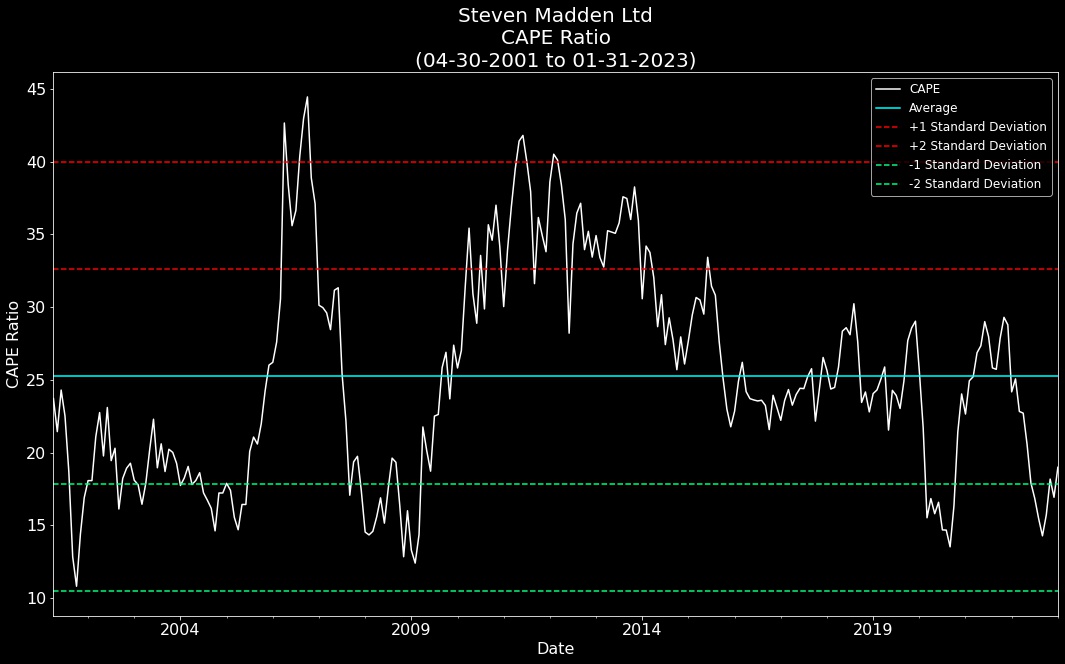 Steven Madden Ltd
CAPE Ratio
(04-30-2001 to 01-31-2023)
CAPE
Average
+1 Standard Deviation
+2 Standard Deviation
-1 Standard Deviation
-2 Standard Deviation
CAPE Ratio
45
40
35
30
25
20
15
10
2004
2009
2014
2019
Date